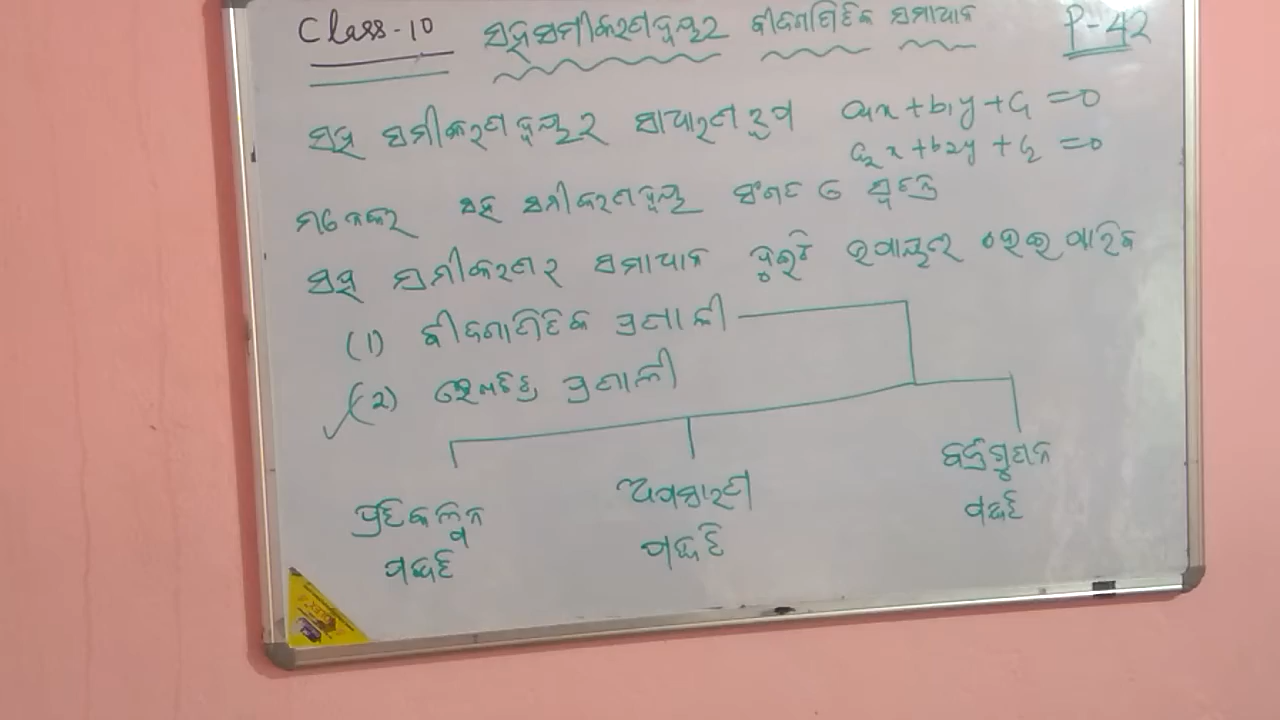 Class-10 ସହସମୀକରଣଦ୍ୱୟର ବୀଜଗାଣିତିକ ସମାଧାନ P-42
ସହ ସମୀକରଣଦ୍ୱୟର ସାଧାରଣ ରୂପ a₁x + b₁y + c₁ = 0
a₂x + b2y + c₂ = 0
ମନେକର ସହ ସମୀକରଣଦ୍ୱୟ ସଂଗତ ଓ ସ୍ୱତନ୍ତ୍ର
ସହ ସମୀକରଣର ସମାଧାନ ଦୁଇଟି ଉପାୟରେ ହୋଇପାରିବ
(1) ବୀଜଗାଣିତିକ ପ୍ରଣାଳୀ
(2) ଲେଖଚିତ୍ର ପ୍ରଣାଳୀ
ପ୍ରତିକଳ୍ପନ ଅପସାରଣ ବଜ୍ରଗୁଣନ
ପଦ୍ଧତି ପଦ୍ଧତି ପଦ୍ଧତି